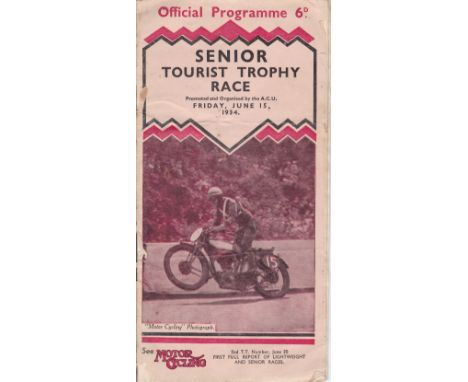 Official Programme 6D.
SENIOR
TOURIST TROPHY
RACE
Promoted and Organised by the A.C.U.
FRIDAY, JUNE 15,
1934.
15
"Motor Cycling" Photograph.
See MOTOR CYCLING
2nd T.T. Number, June 20
FIRST FULL REPORT OF LIGHTWEIGHT
AND SENIOR RACES.